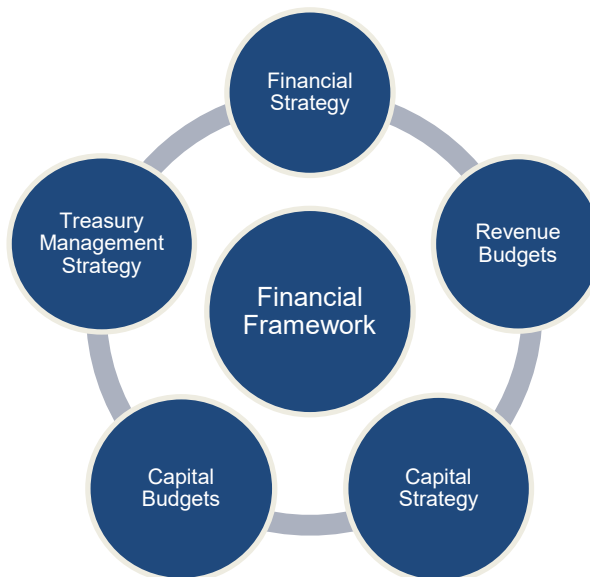 Financial
Strategy
Revenue
Budgets
Capital
Strategy
Capital
Budgets
Treasury
Management
Strategy
Financial
Framework